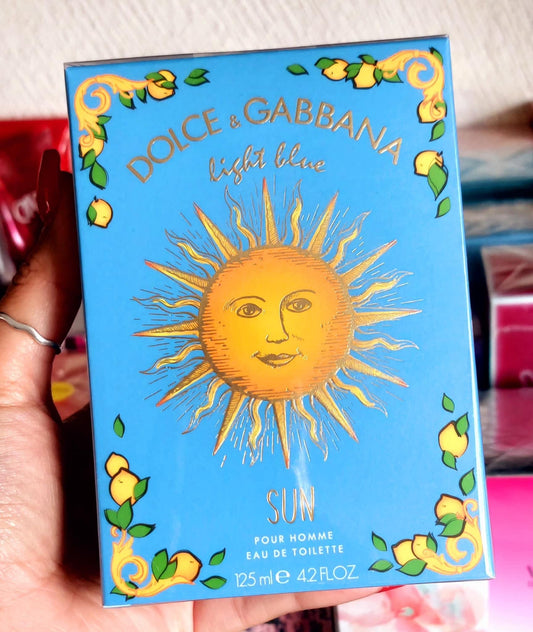 DOLCE & GABBANA
light blue
SUN
POUR HOMME
EAU DE TOILETTE
125 ml e 4.2 FL.OZ.